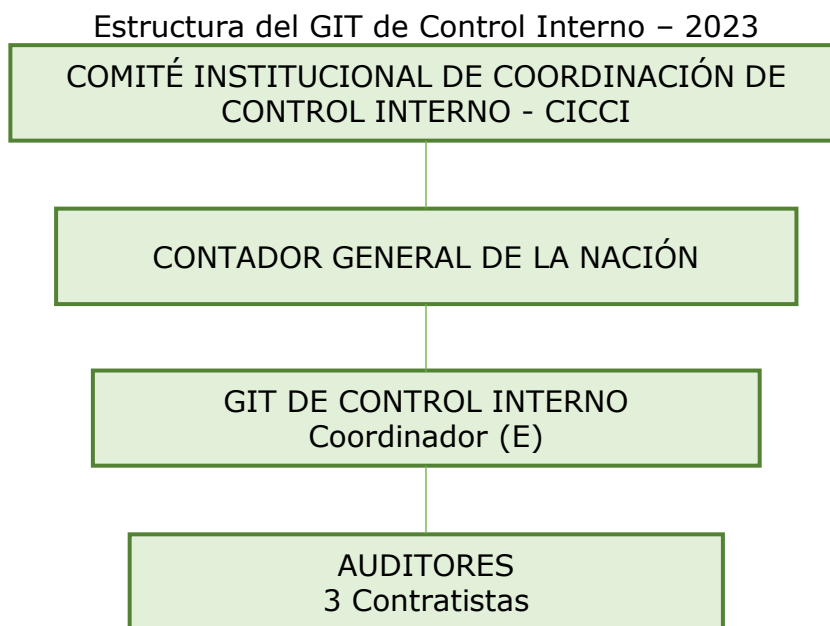 Estructura del GIT de Control Interno – 2023
COMITÉ INSTITUCIONAL DE COORDINACIÓN DE
CONTROL INTERNO - CICCI
CONTADOR GENERAL DE LA NACIÓN
GIT DE CONTROL INTERNO
Coordinador (E)
AUDITORES
3 Contratistas